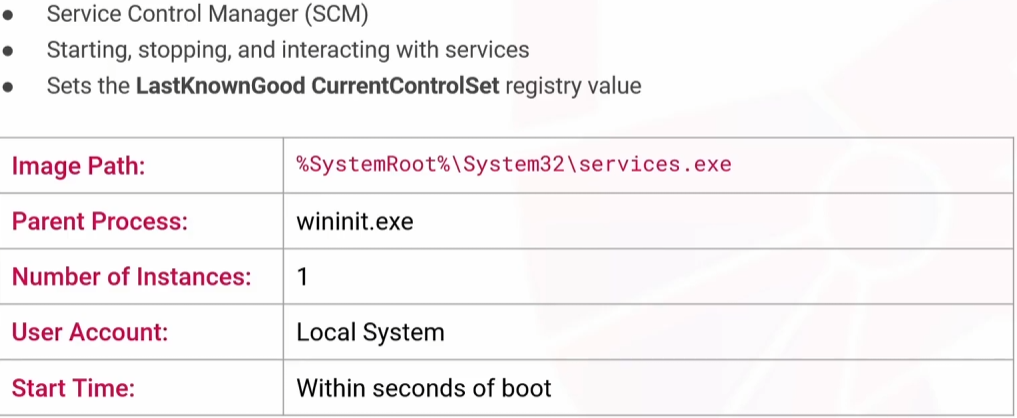 ● Service Control Manager (SCM)
● Starting, stopping, and interacting with services
● Sets the LastKnownGood CurrentControlSet registry value
Image Path: %SystemRoot%\System32\services.exe
Parent Process: wininit.exe
Number of Instances: 1
User Account: Local System
Start Time: Within seconds of boot